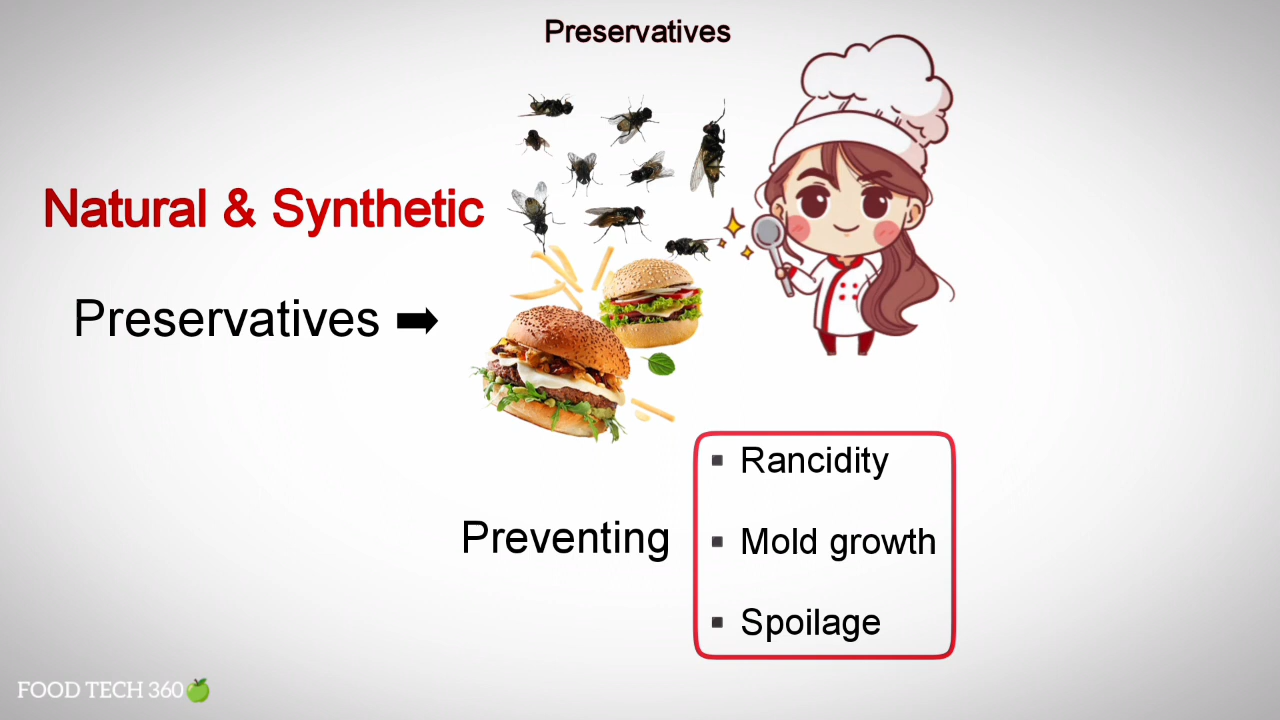 Preservatives
Natural & Synthetic
Preservatives ➡
Preventing
▪ Rancidity
▪ Mold growth
▪ Spoilage
FOOD TECH 360🍏